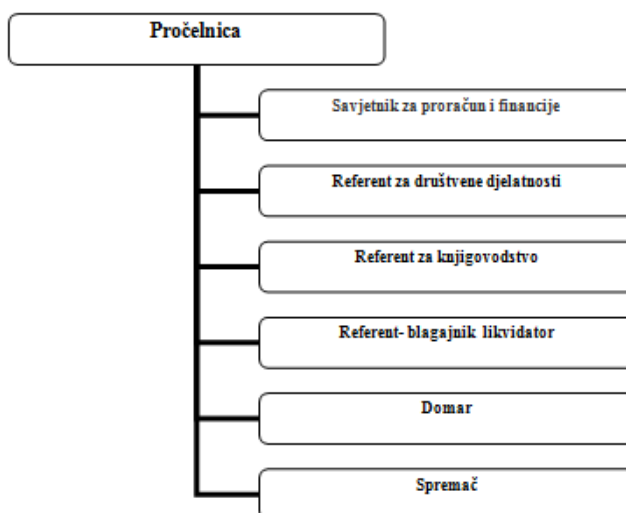 Pročelnica
Savjetnik za proračun i financije
Referent za društvene djelatnosti
Referent za knjigovodstvo
Referent- blagajnik likvidator
Domar
Spremač